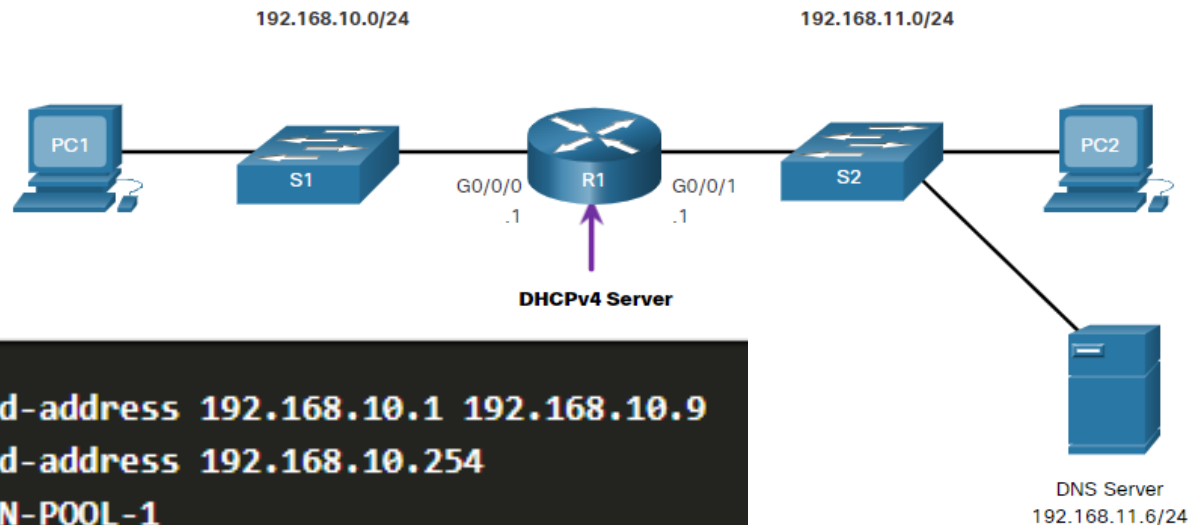 192.168.10.0/24
192.168.11.0/24
PC1
S1
G0/0/0
.1
R1
G0/0/1
.1
S2
PC2
DHCPv4 Server
d-address 192.168.10.1 192.168.10.9
d-address 192.168.10.254
N-POOL-1
DNS Server
192.168.11.6/24